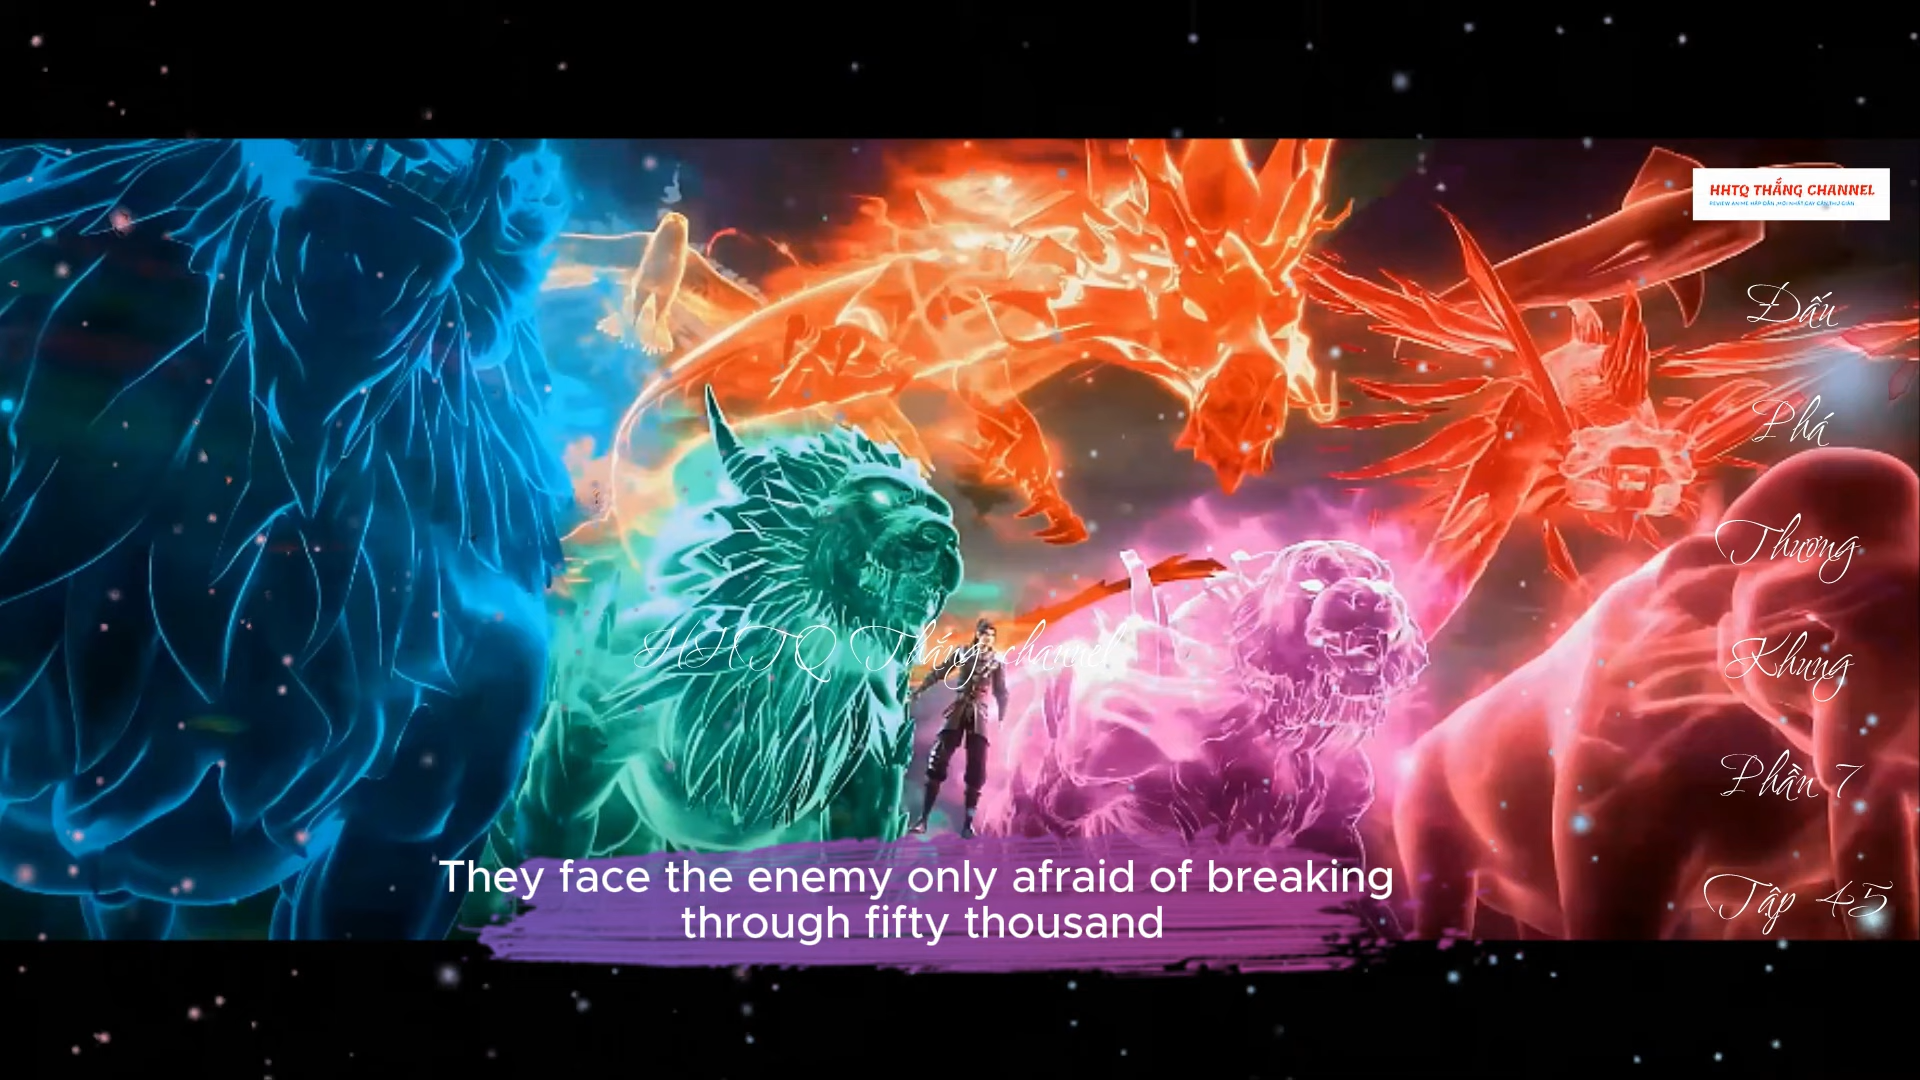 HHTQ THẮNG CHANNEL
Đấu
Phá
Thương
Khung
Phần 7
Tập 45
HHTQ Thắng channel
They face the enemy only afraid of breaking
through fifty thousand